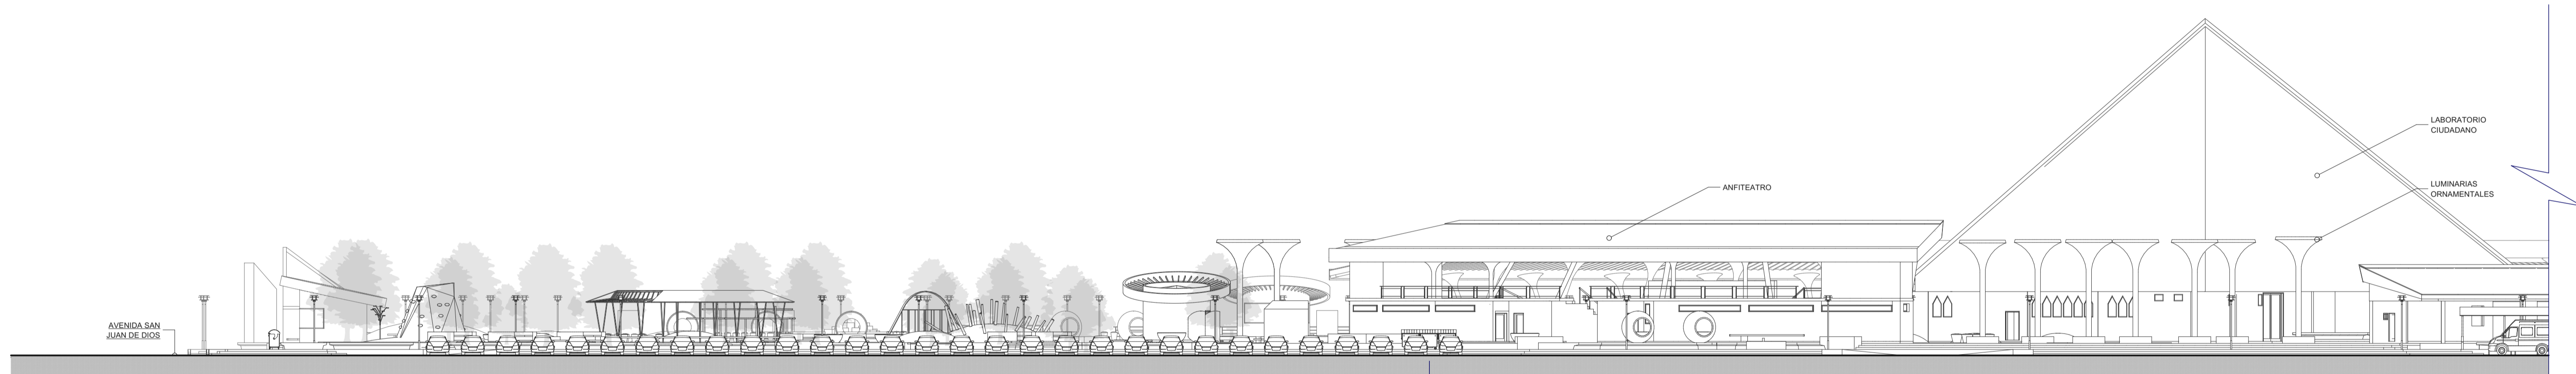 AVENIDA SAN
JUAN DE DIOS
ANFITEATRO
LABORATORIO
CIUDADANO
LUMINARIAS
ORNAMENTALES